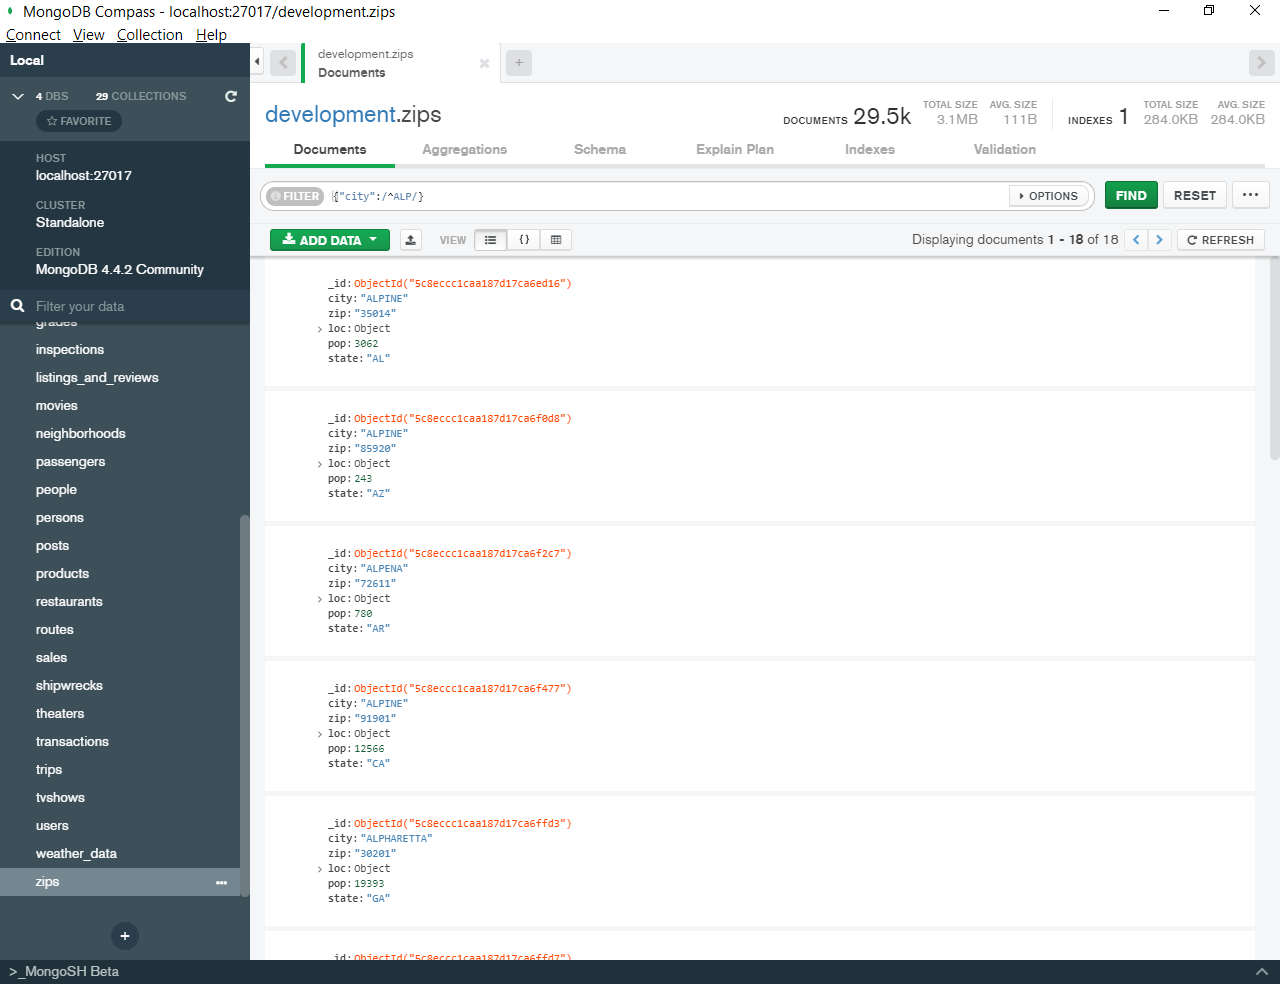 MongoDB Compass - localhost:27017/development.zips
Connect View Collection Help
Local
4 DBS 29 COLLECTIONS
FAVORITE
HOST
localhost:27017
CLUSTER
Standalone
EDITION
MongoDB 4.4.2 Community
Filter your data
grades
inspections
listings_and_reviews
movies
neighborhoods
passengers
people
persons
posts
products
restaurants
routes
sales
shipwrecks
theaters
transactions
trips
tvshows
users
weather_data
zips
development.zips
Documents
development.zips
DOCUMENTS 29.5k TOTAL SIZE 3.1MB AVG. SIZE 111B
INDEXES 1 TOTAL SIZE 284.0KB AVG. SIZE 284.0KB
Documents Aggregations Schema Explain Plan Indexes Validation
FILTER {"city":/^ALP/} OPTIONS FIND RESET
ADD DATA VIEW {} Displaying documents 1 - 18 of 18 REFRESH
_id: ObjectId("5c8eccc1caa187d17ca6ed16")
city: "ALPINE"
zip: "35014"
loc: Object
pop: 3062
state: "AL"
_id: ObjectId("5c8eccc1caa187d17ca6f0d8")
city: "ALPINE"
zip: "85920"
loc: Object
pop: 243
state: "AZ"
_id: ObjectId("5c8eccc1caa187d17ca6f2c7")
city: "ALPENA"
zip: "72611"
loc: Object
pop: 780
state: "AR"
_id: ObjectId("5c8eccc1caa187d17ca6f477")
city: "ALPINE"
zip: "91901"
loc: Object
pop: 12566
state: "CA"
_id: ObjectId("5c8eccc1caa187d17ca6ffd3")
city: "ALPHARETTA"
zip: "30201"
loc: Object
pop: 19393
state: "GA"
_id: ObjectId("5c8eccc1caa187d17ca6ffd7")
>_MongoSH Beta